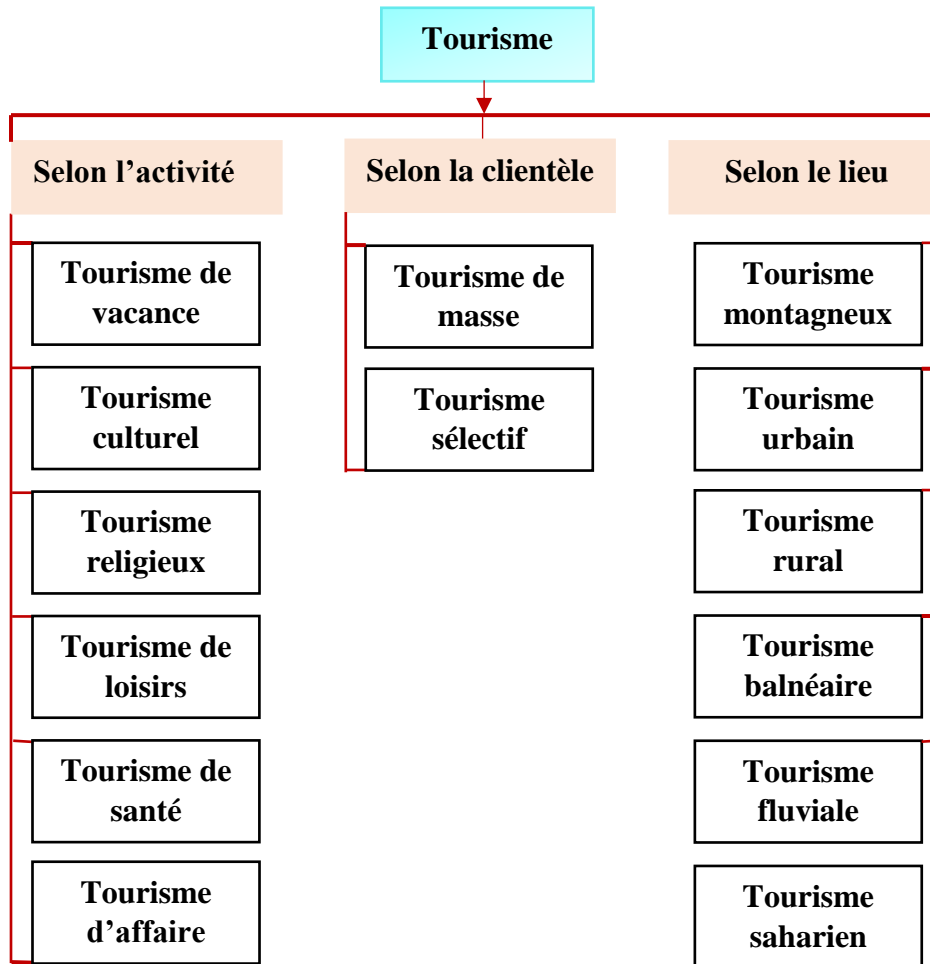 Tourisme
Selon l’activité
Tourisme de
vacance
Tourisme
culturel
Tourisme
religieux
Tourisme de
loisirs
Tourisme de
santé
Tourisme
d’affaire
Selon la clientèle
Tourisme de
masse
Tourisme
sélectif
Selon le lieu
Tourisme
montagneux
Tourisme
urbain
Tourisme
rural
Tourisme
balnéaire
Tourisme
fluviale
Tourisme
saharien